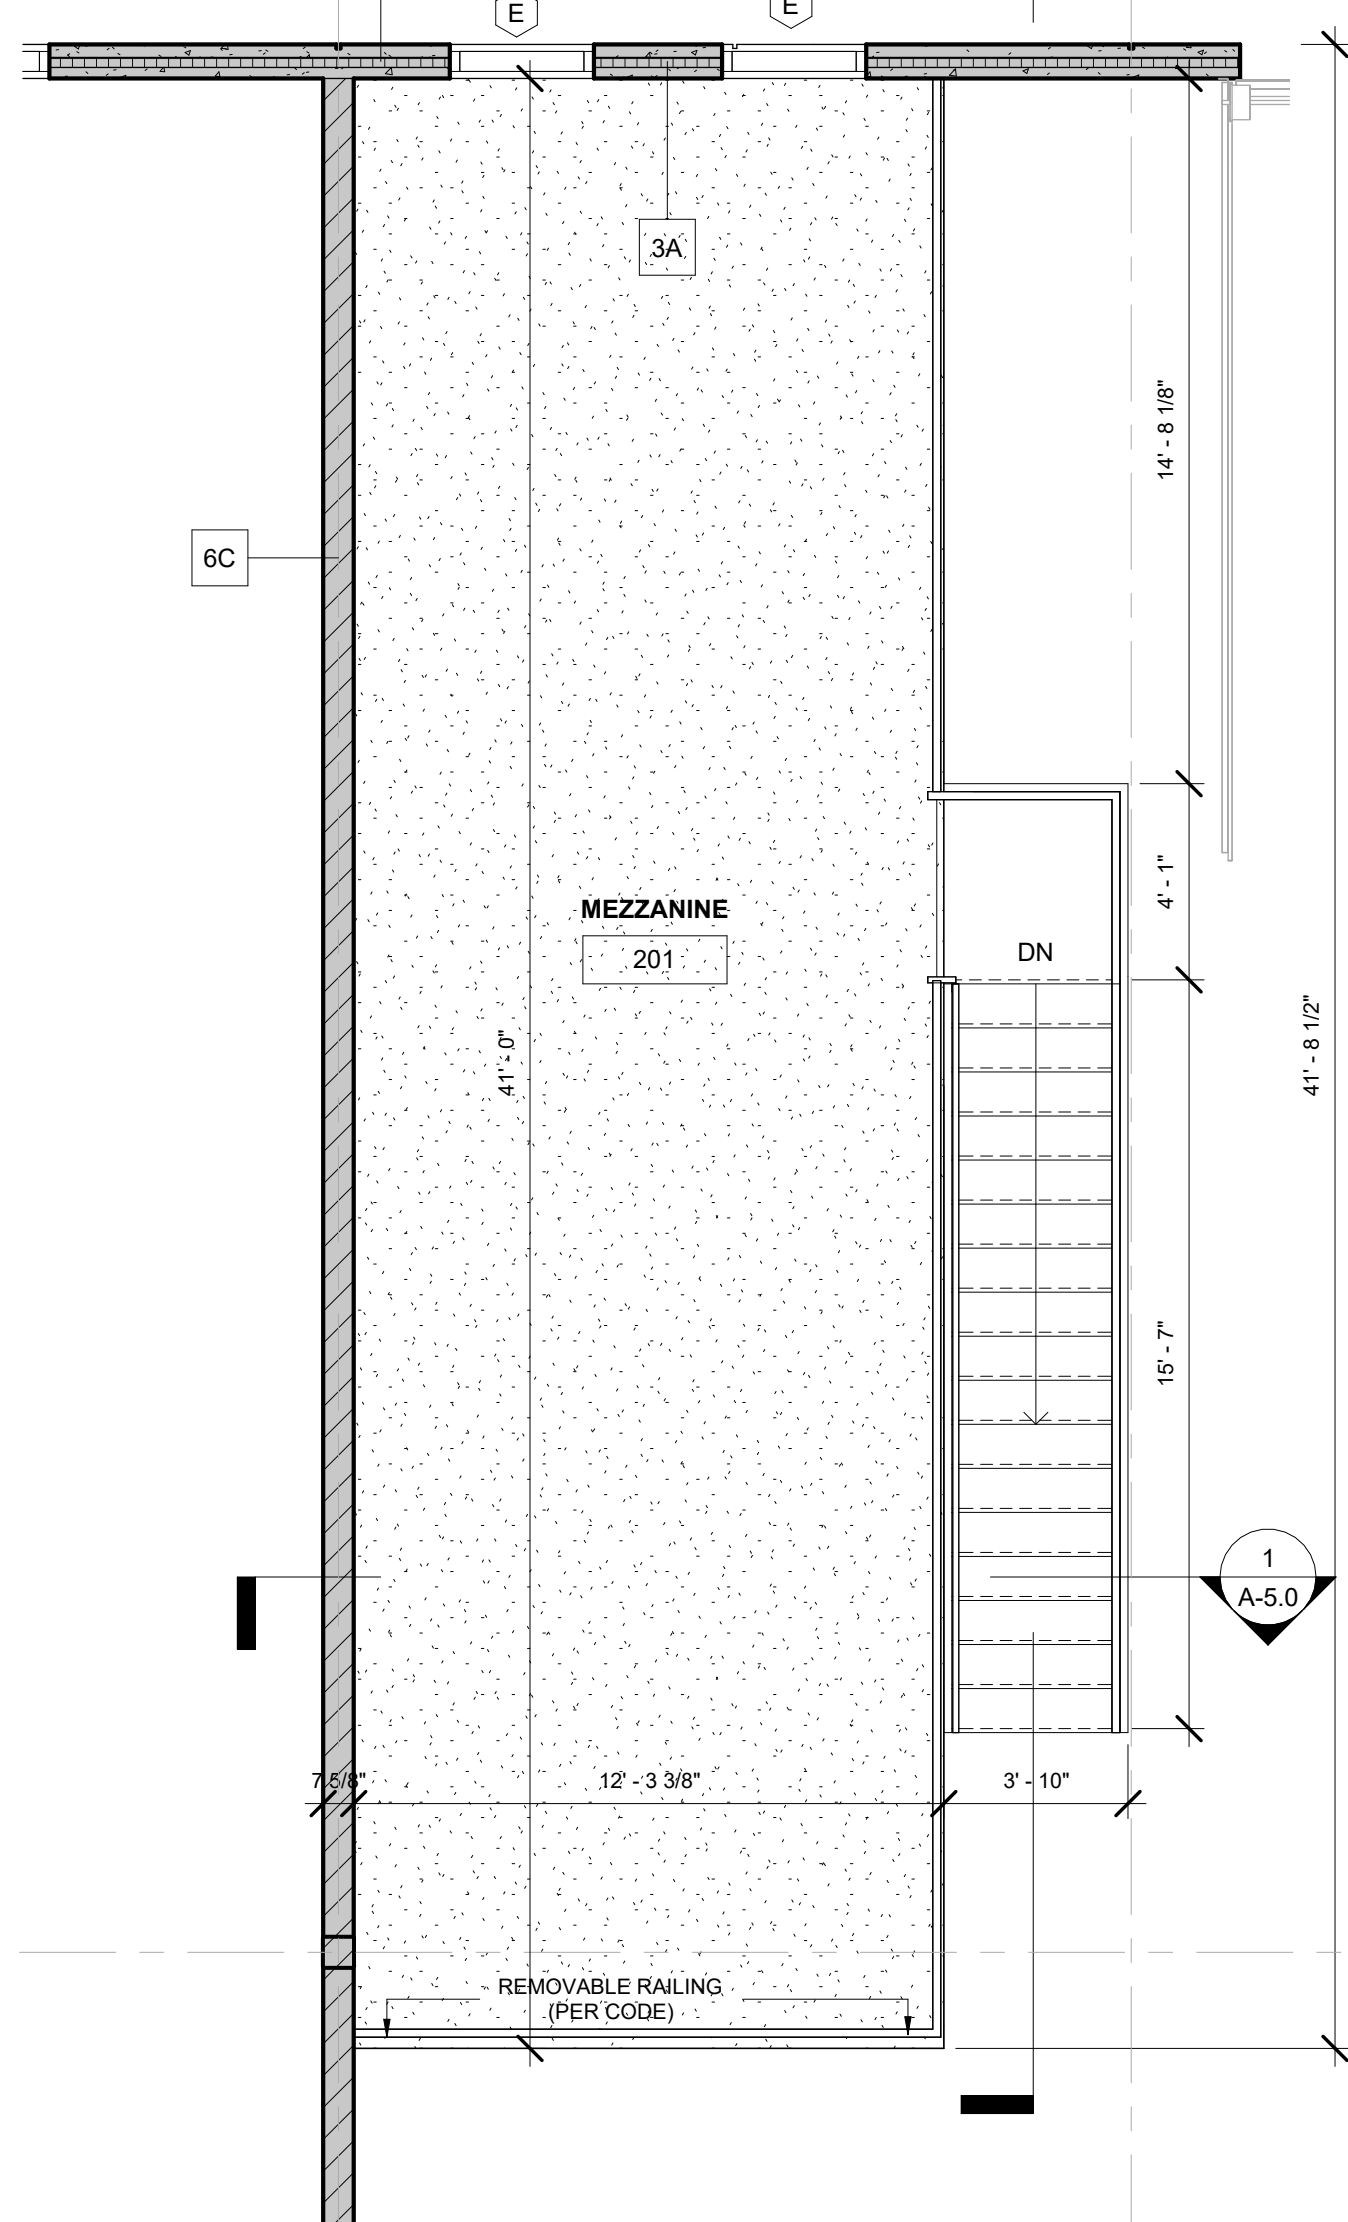 E
E
3A
14' - 8 1/8"
6C
4' - 1"
MEZZANINE
201
DN
41' - 0"
41' - 8 1/2"
15' - 7"
1
A-5.0
7 5/8"
12' - 3 3/8"
3' - 10"
REMOVABLE RAILING
(PER CODE)